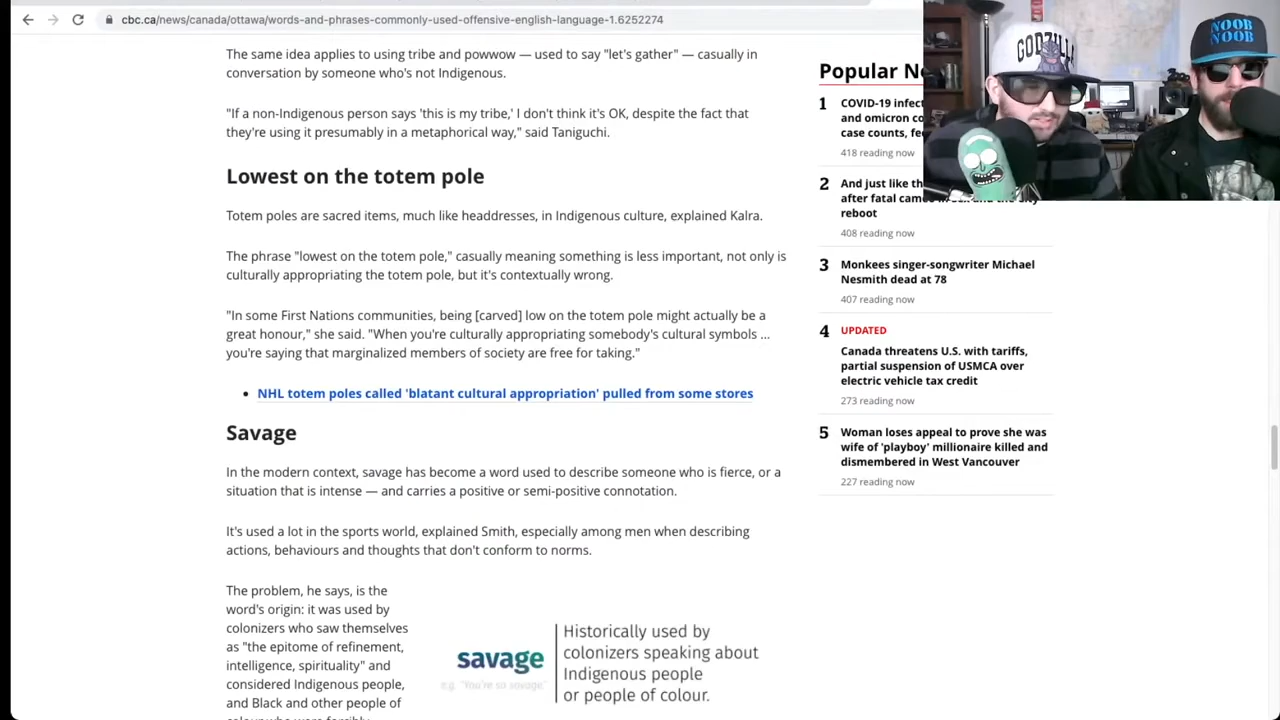 cbc.ca/news/canada/ottawa/words-and-phrases-commonly-used-offensive-english-language-1.6252274
The same idea applies to using tribe and powwow — used to say "let's gather" — casually in
conversation by someone who's not Indigenous.
"If a non-Indigenous person says 'this is my tribe,' I don't think it's OK, despite the fact that
they're using it presumably in a metaphorical way," said Taniguchi.
Lowest on the totem pole
Totem poles are sacred items, much like headdresses, in Indigenous culture, explained Kalra.
The phrase "lowest on the totem pole," casually meaning something is less important, not only is
culturally appropriating the totem pole, but it's contextually wrong.
"In some First Nations communities, being [carved] low on the totem pole might actually be a
great honour," she said. "When you're culturally appropriating somebody's cultural symbols ...
you're saying that marginalized members of society are free for taking."
• NHL totem poles called 'blatant cultural appropriation' pulled from some stores
Savage
In the modern context, savage has become a word used to describe someone who is fierce, or a
situation that is intense — and carries a positive or semi-positive connotation.
It's used a lot in the sports world, explained Smith, especially among men when describing
actions, behaviours and thoughts that don't conform to norms.
The problem, he says, is the
word's origin: it was used by
colonizers who saw themselves
as "the epitome of refinement,
intelligence, spirituality" and
considered Indigenous people,
and Black and other people of
savage
e.g. "You're so savage"
Historically used by
colonizers speaking about
Indigenous people
or people of colour.
Popular
1
COVID-19
and omicron
case counts,
418 reading now
2
And just like
after fatal
reboot
408 reading now
3
Monkees singer-songwriter Michael
Nesmith dead at 78
407 reading now
4
UPDATED
Canada threatens U.S. with tariffs,
partial suspension of USMCA over
electric vehicle tax credit
273 reading now
5
Woman loses appeal to prove she was
wife of 'playboy' millionaire killed and
dismembered in West Vancouver
227 reading now
NOOB
NOOB